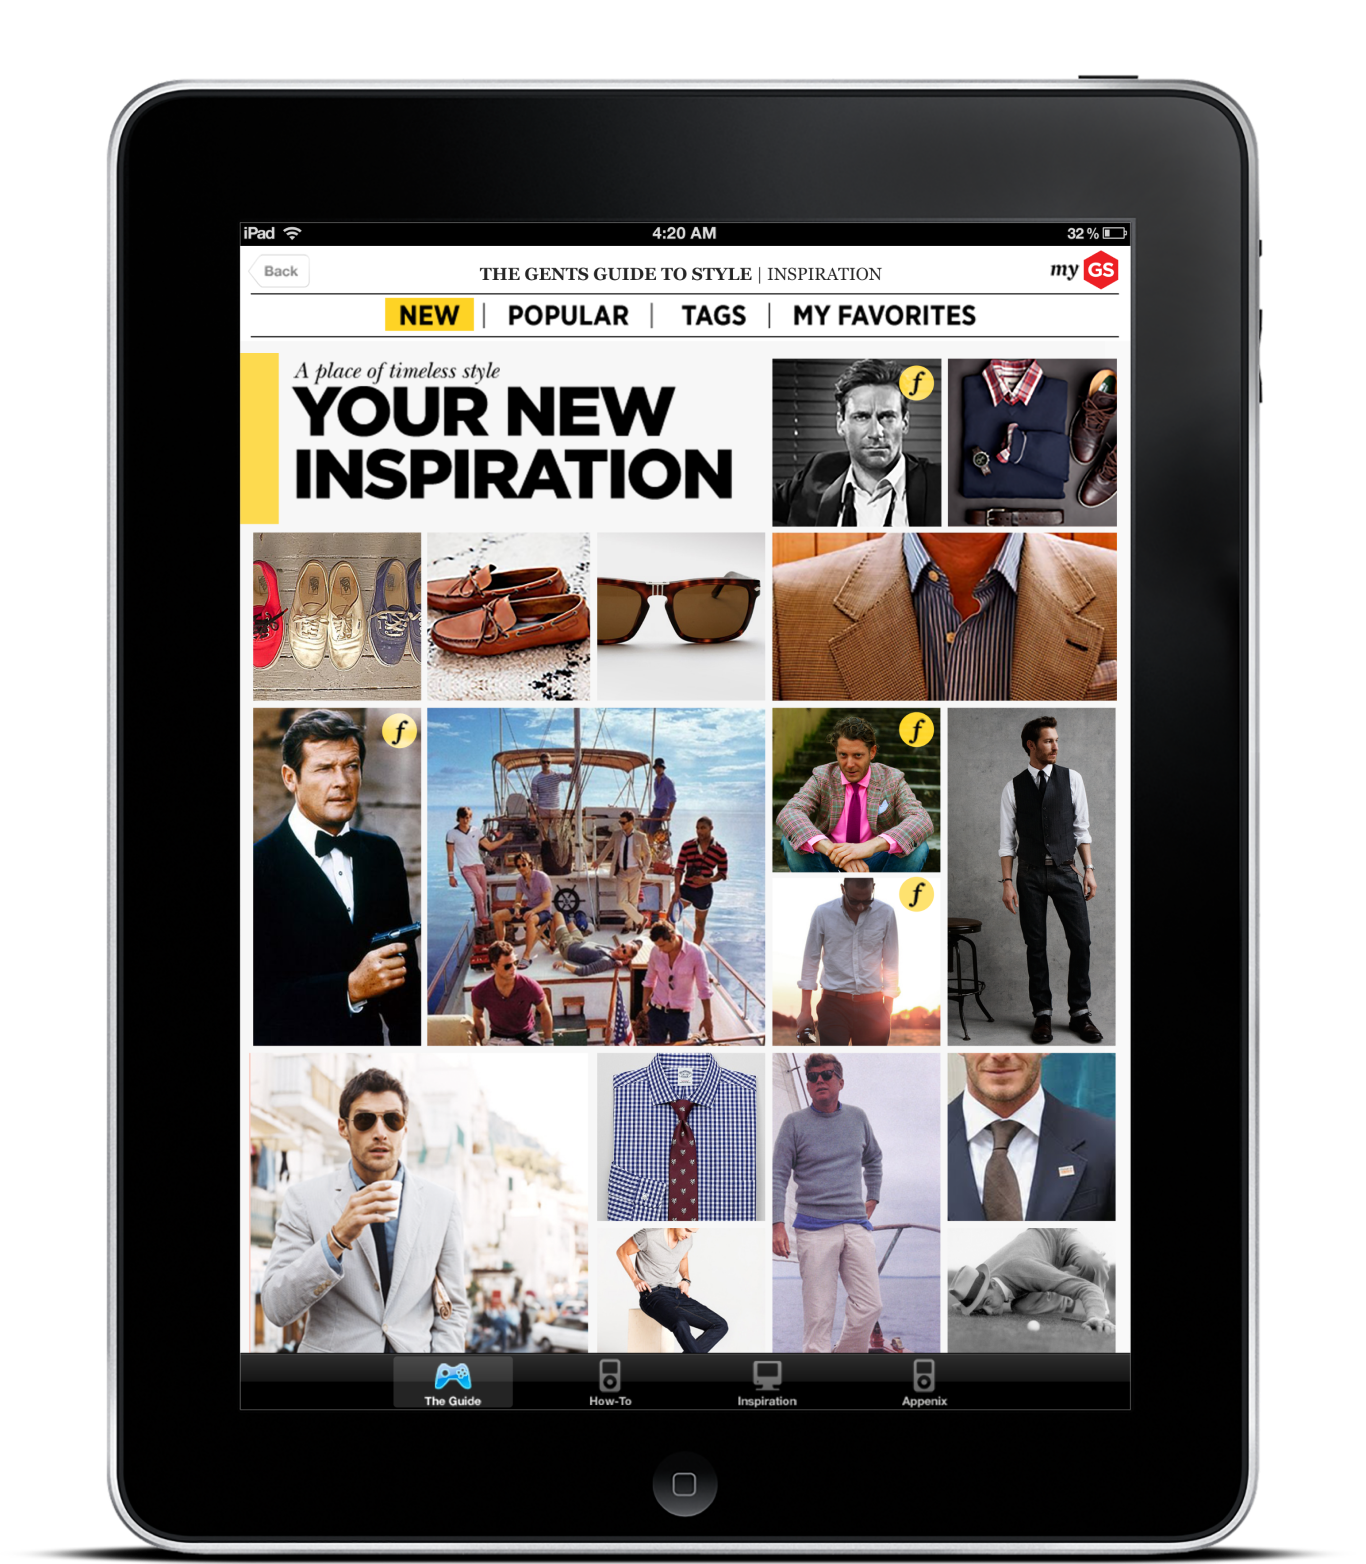 iPad
4:20 AM
32%
Back
THE GENTS GUIDE TO STYLE | INSPIRATION
my GS
NEW | POPULAR | TAGS | MY FAVORITES
A place of timeless style
YOUR NEW
INSPIRATION
f
f
f
f
The Guide
How-To
Inspiration
Appenix